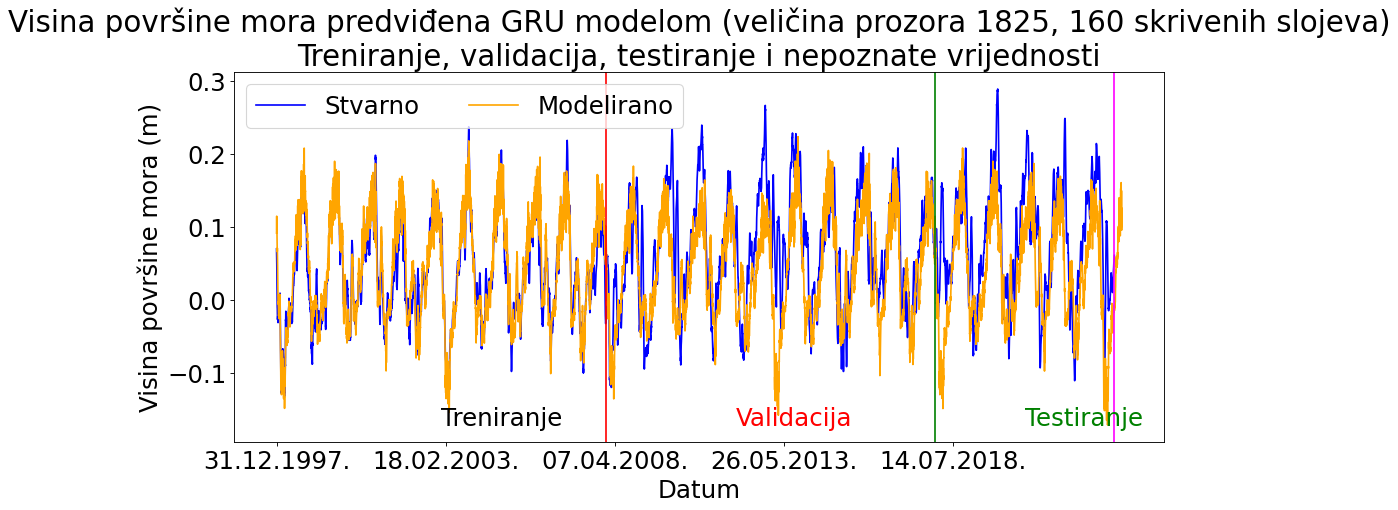 Visina površine mora predviđena GRU modelom (veličina prozora 1825, 160 skrivenih slojeva)
Treniranje, validacija, testiranje i nepoznate vrijednosti
Stvarno
Modelirano
Visina površine mora (m)
0.3
0.2
0.1
0.0
−0.1
Treniranje
Validacija
Testiranje
31.12.1997.
18.02.2003.
07.04.2008.
26.05.2013.
14.07.2018.
Datum